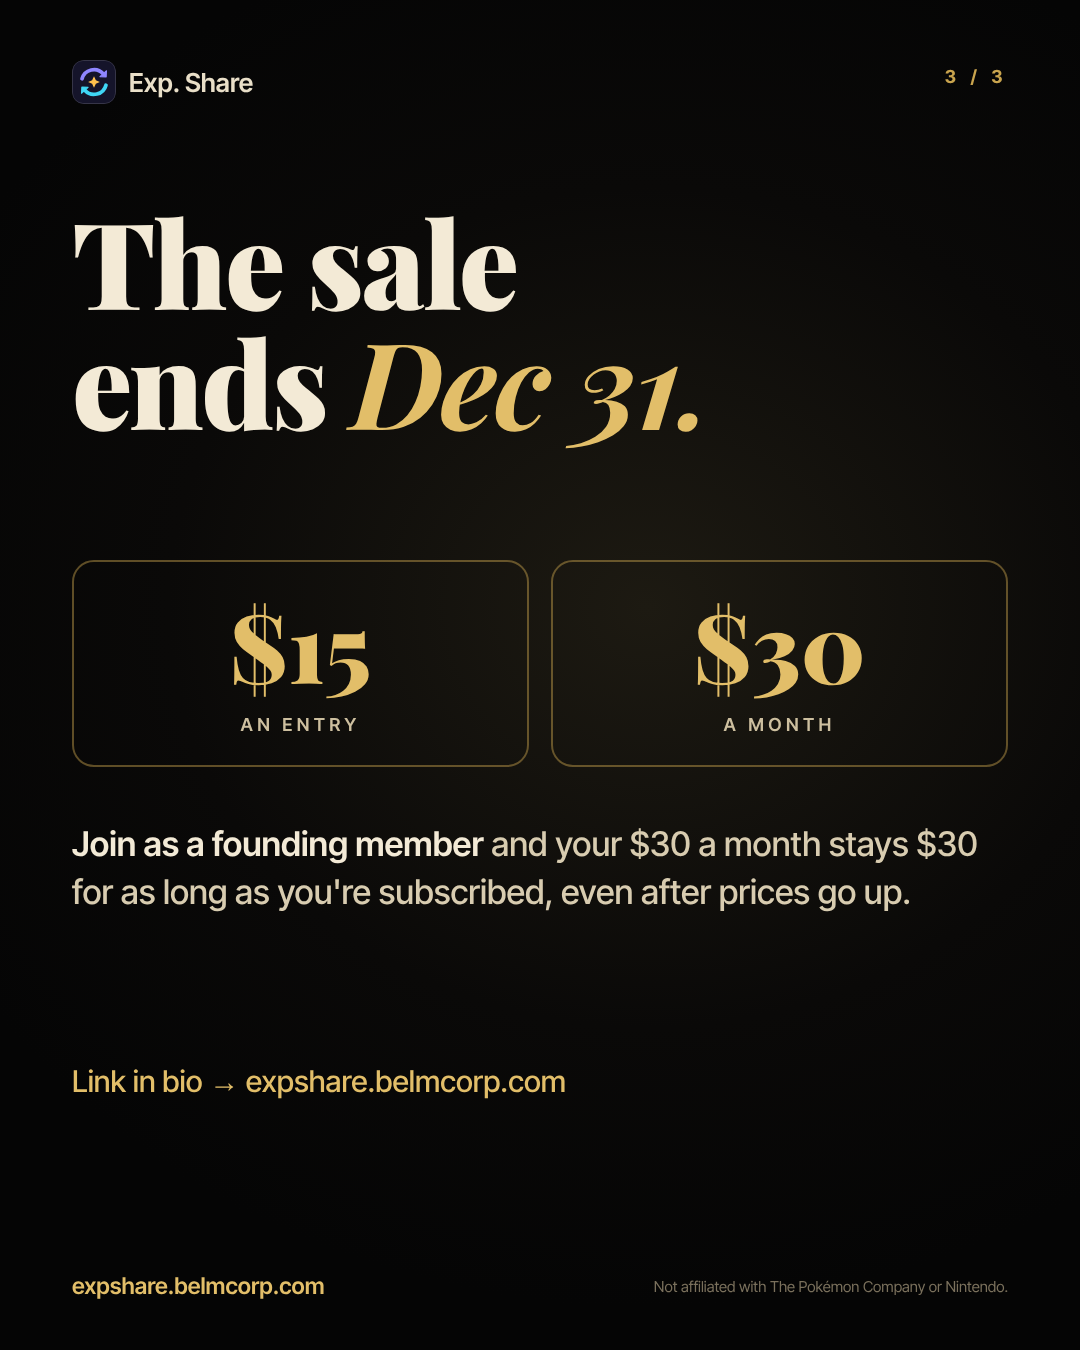 Exp. Share
3 / 3
The sale
ends Dec 31.
$15
AN ENTRY
$30
A MONTH
Join as a founding member and your $30 a month stays $30
for as long as you're subscribed, even after prices go up.
Link in bio → expshare.belmcorp.com
expshare.belmcorp.com
Not affiliated with The Pokémon Company or Nintendo.